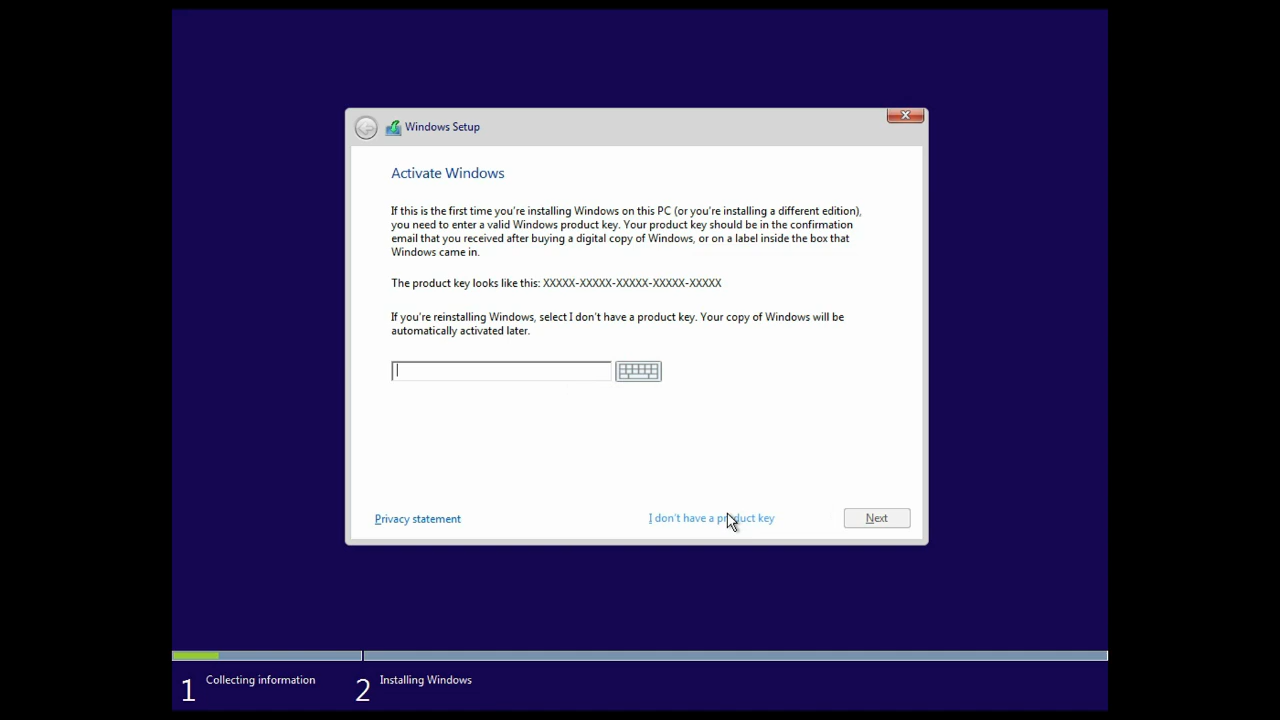 Windows Setup
Activate Windows
If this is the first time you're installing Windows on this PC (or you're installing a different edition),
you need to enter a valid Windows product key. Your product key should be in the confirmation
email that you received after buying a digital copy of Windows, or on a label inside the box that
Windows came in.
The product key looks like this: XXXXX-XXXXX-XXXXX-XXXXX-XXXXX
If you're reinstalling Windows, select I don't have a product key. Your copy of Windows will be
automatically activated later.
Privacy statement
I don't have a product key
Next
1 Collecting information
2 Installing Windows